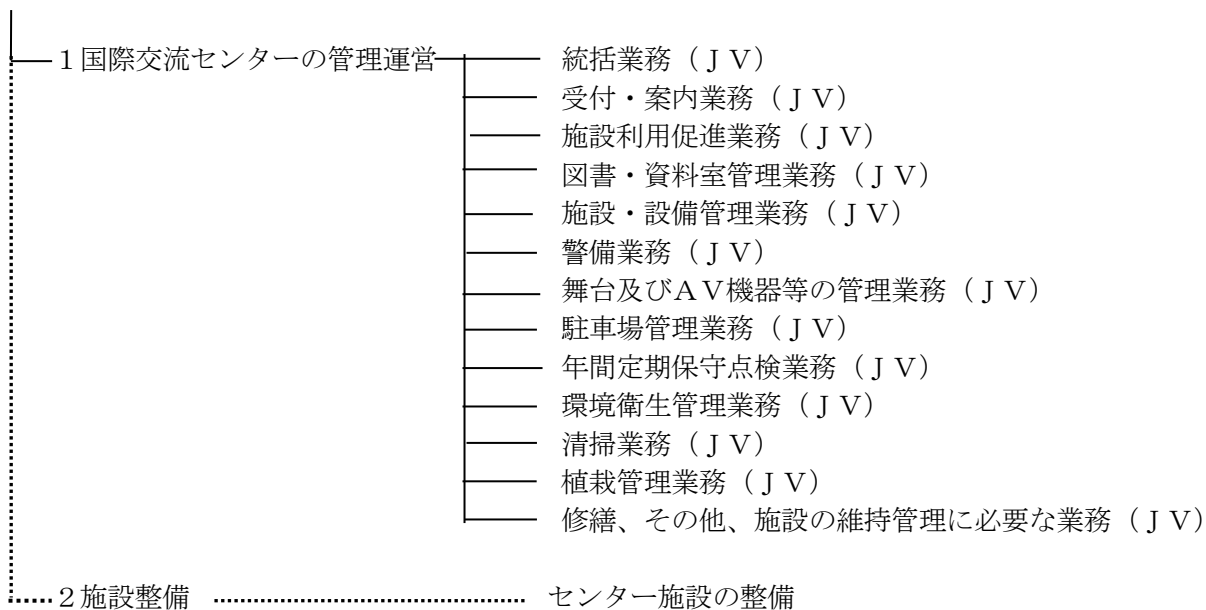 1国際交流センターの管理運営 統括業務（ＪＶ）
受付・案内業務（ＪＶ）
施設利用促進業務（ＪＶ）
図書・資料室管理業務（ＪＶ）
施設・設備管理業務（ＪＶ）
警備業務（ＪＶ）
舞台及びＡＶ機器等の管理業務（ＪＶ）
駐車場管理業務（ＪＶ）
年間定期保守点検業務（ＪＶ）
環境衛生管理業務（ＪＶ）
清掃業務（ＪＶ）
植栽管理業務（ＪＶ）
修繕、その他、施設の維持管理に必要な業務（ＪＶ）
2施設整備 センター施設の整備